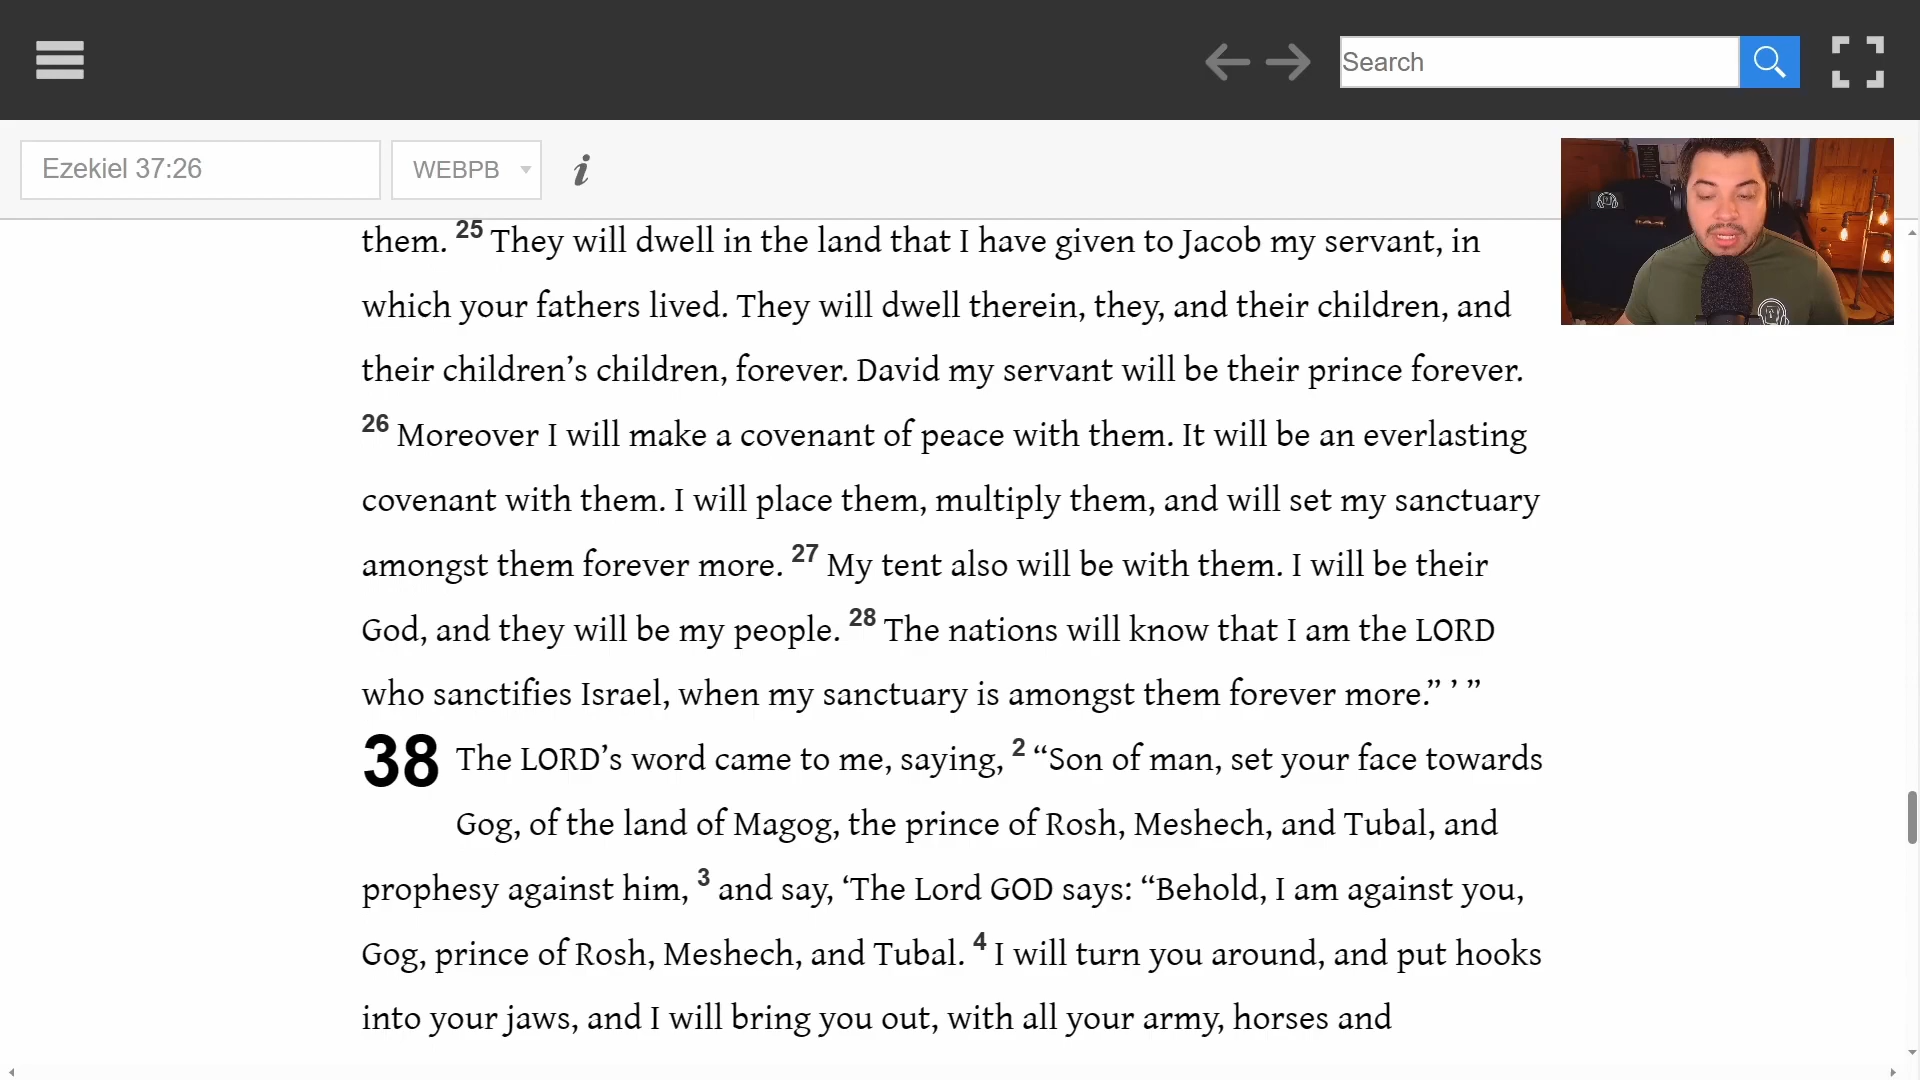 Search
Ezekiel 37:26
WEBPB
i
them. 25 They will dwell in the land that I have given to Jacob my servant, in
which your fathers lived. They will dwell therein, they, and their children, and
their children’s children, forever. David my servant will be their prince forever.
26 Moreover I will make a covenant of peace with them. It will be an everlasting
covenant with them. I will place them, multiply them, and will set my sanctuary
amongst them forever more. 27 My tent also will be with them. I will be their
God, and they will be my people. 28 The nations will know that I am the LORD
who sanctifies Israel, when my sanctuary is amongst them forever more.” ’ ”
38 The LORD’s word came to me, saying, 2 “Son of man, set your face towards
Gog, of the land of Magog, the prince of Rosh, Meshech, and Tubal, and
prophesy against him, 3 and say, ‘The Lord GOD says: “Behold, I am against you,
Gog, prince of Rosh, Meshech, and Tubal. 4 I will turn you around, and put hooks
into your jaws, and I will bring you out, with all your army, horses and